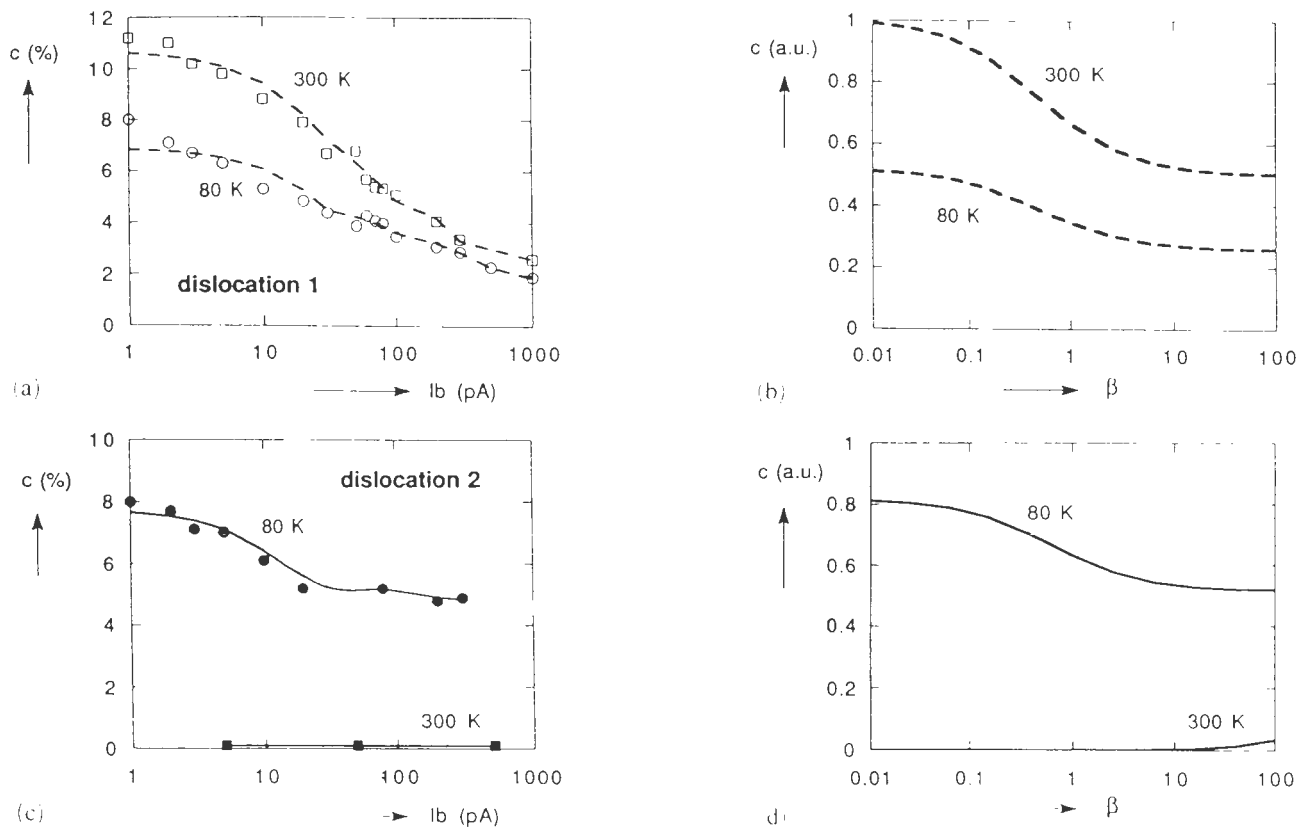 12
10
8
6
4
2
0
c (%)
300 K
80 K
dislocation 1
1 10 100 1000
(a) Ib (pA)
1
0.8
0.6
0.4
0.2
0
c (a.u.)
300 K
80 K
0.01 0.1 1 10 100
(b) β
10
8
6
4
2
0
c (%)
dislocation 2
80 K
300 K
1 10 100 1000
(c) Ib (pA)
1
0.8
0.6
0.4
0.2
0
c (a.u.)
80 K
300 K
0.01 0.1 1 10 100
d) β